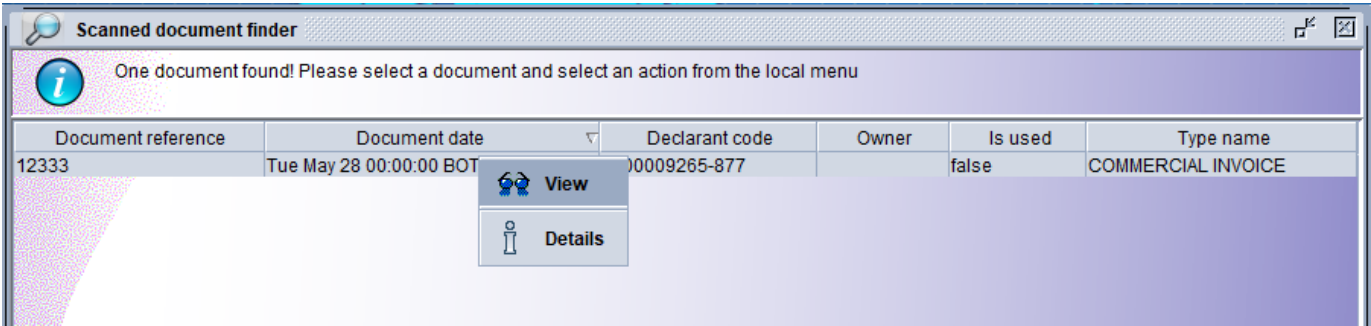 Scanned document finder
One document found! Please select a document and select an action from the local menu
Document reference Document date Declarant code Owner Is used Type name
12333 Tue May 28 00:00:00 BOT 00009265-877 false COMMERCIAL INVOICE
View
Details